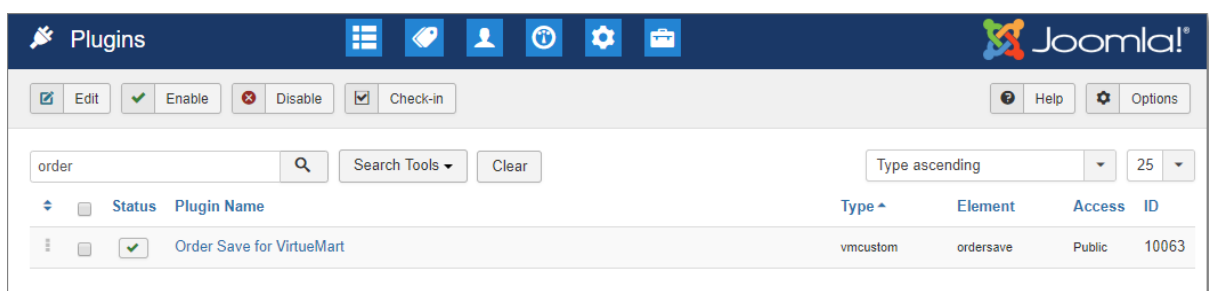 Plugins
Joomla!®
Edit Enable Disable Check-in Help Options
order Search Tools Clear Type ascending 25
Status Plugin Name Type Element Access ID
Order Save for VirtueMart vmcustom ordersave Public 10063